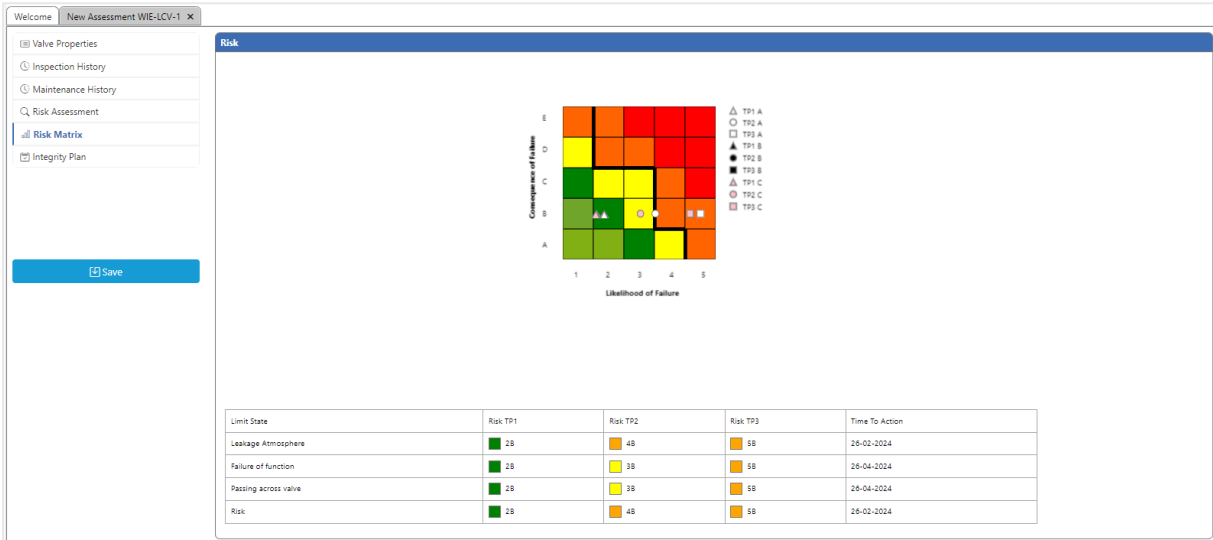 Welcome New Assessment WIE-LCV-1 ×
Valve Properties
Inspection History
Maintenance History
Risk Assessment
Risk Matrix
Integrity Plan
Save
Risk
Consequence of Failure
E
D
C
B
A
1 2 3 4 5
Likelihood of Failure
TP1 A
TP2 A
TP3 A
TP1 B
TP2 B
TP3 B
TP1 C
TP2 C
TP3 C
Limit State Risk TP1 Risk TP2 Risk TP3 Time To Action
Leakage Atmosphere 2B 4B 5B 26-02-2024
Failure of function 2B 3B 5B 26-04-2024
Passing across valve 2B 3B 5B 26-04-2024
Risk 2B 4B 5B 26-02-2024